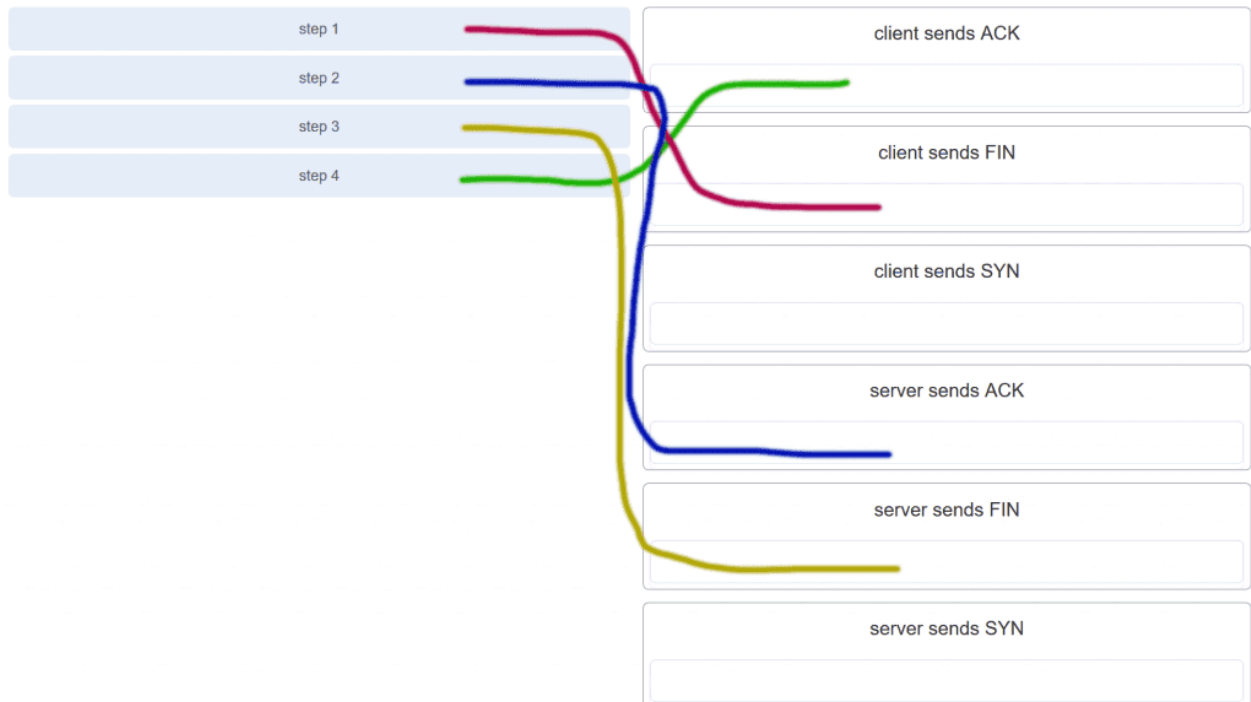 step 1
step 2
step 3
step 4
client sends ACK
client sends FIN
client sends SYN
server sends ACK
server sends FIN
server sends SYN